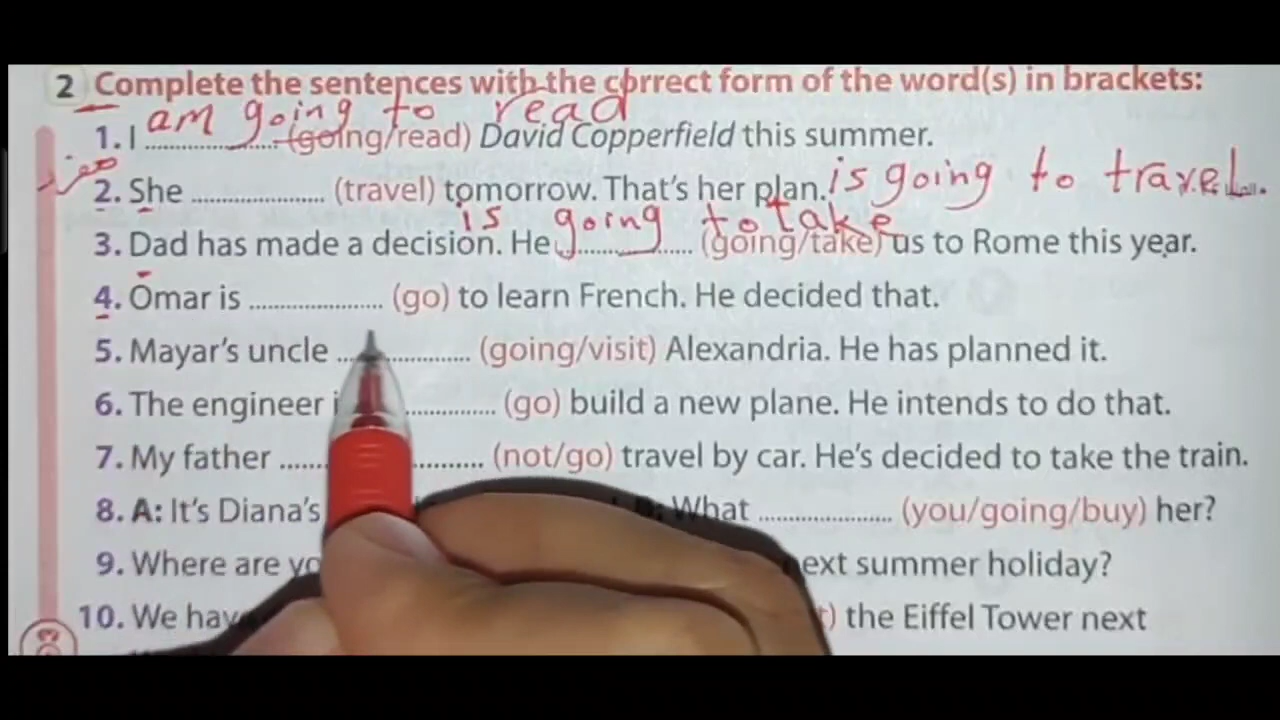 2 Complete the sentences with the correct form of the word(s) in brackets:
am going to read
1. I .................... (going/read) David Copperfield this summer.
2. She .................... (travel) tomorrow. That's her plan. is going to travel.
is going to take
3. Dad has made a decision. He .................... (going/take) us to Rome this year.
4. Omar is .................... (go) to learn French. He decided that.
5. Mayar's uncle .................... (going/visit) Alexandria. He has planned it.
6. The engineer .............. (go) build a new plane. He intends to do that.
7. My father .................... (not/go) travel by car. He's decided to take the train.
8. A: It's Diana's What .................... (you/going/buy) her?
9. Where are next summer holiday?
10. We the Eiffel Tower next